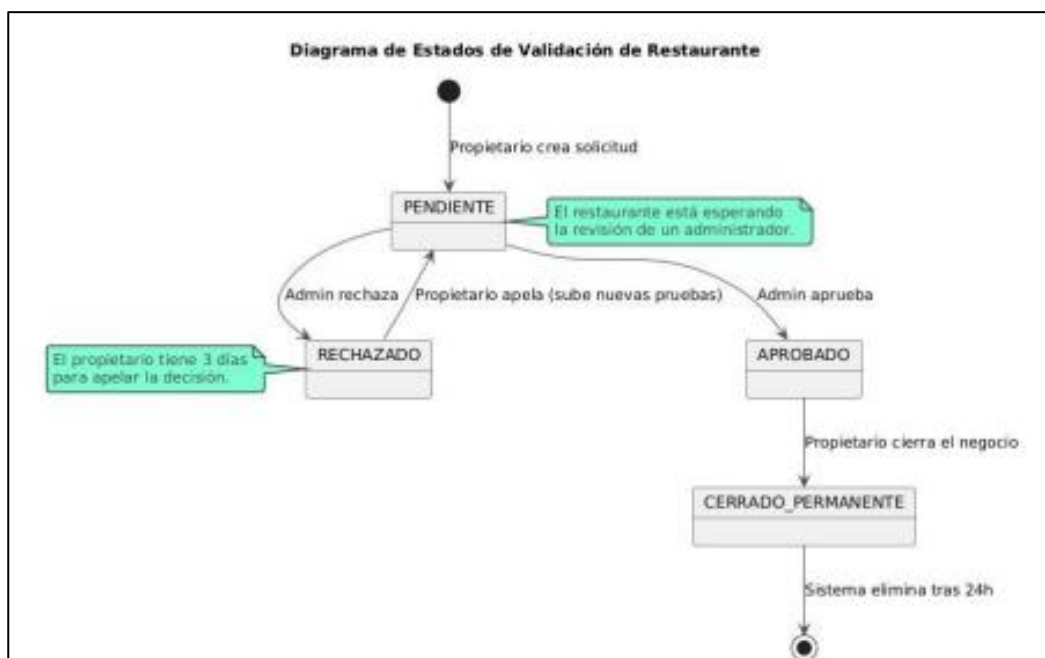 Diagrama de Estados de Validación de Restaurante
Propietario crea solicitud
PENDIENTE
El restaurante está esperando
la revisión de un administrador.
Admin rechaza
Propietario apela (sube nuevas pruebas)
Admin aprueba
El propietario tiene 3 días
para apelar la decisión.
RECHAZADO
APROBADO
Propietario cierra el negocio
CERRADO_PERMANENTE
Sistema elimina tras 24h